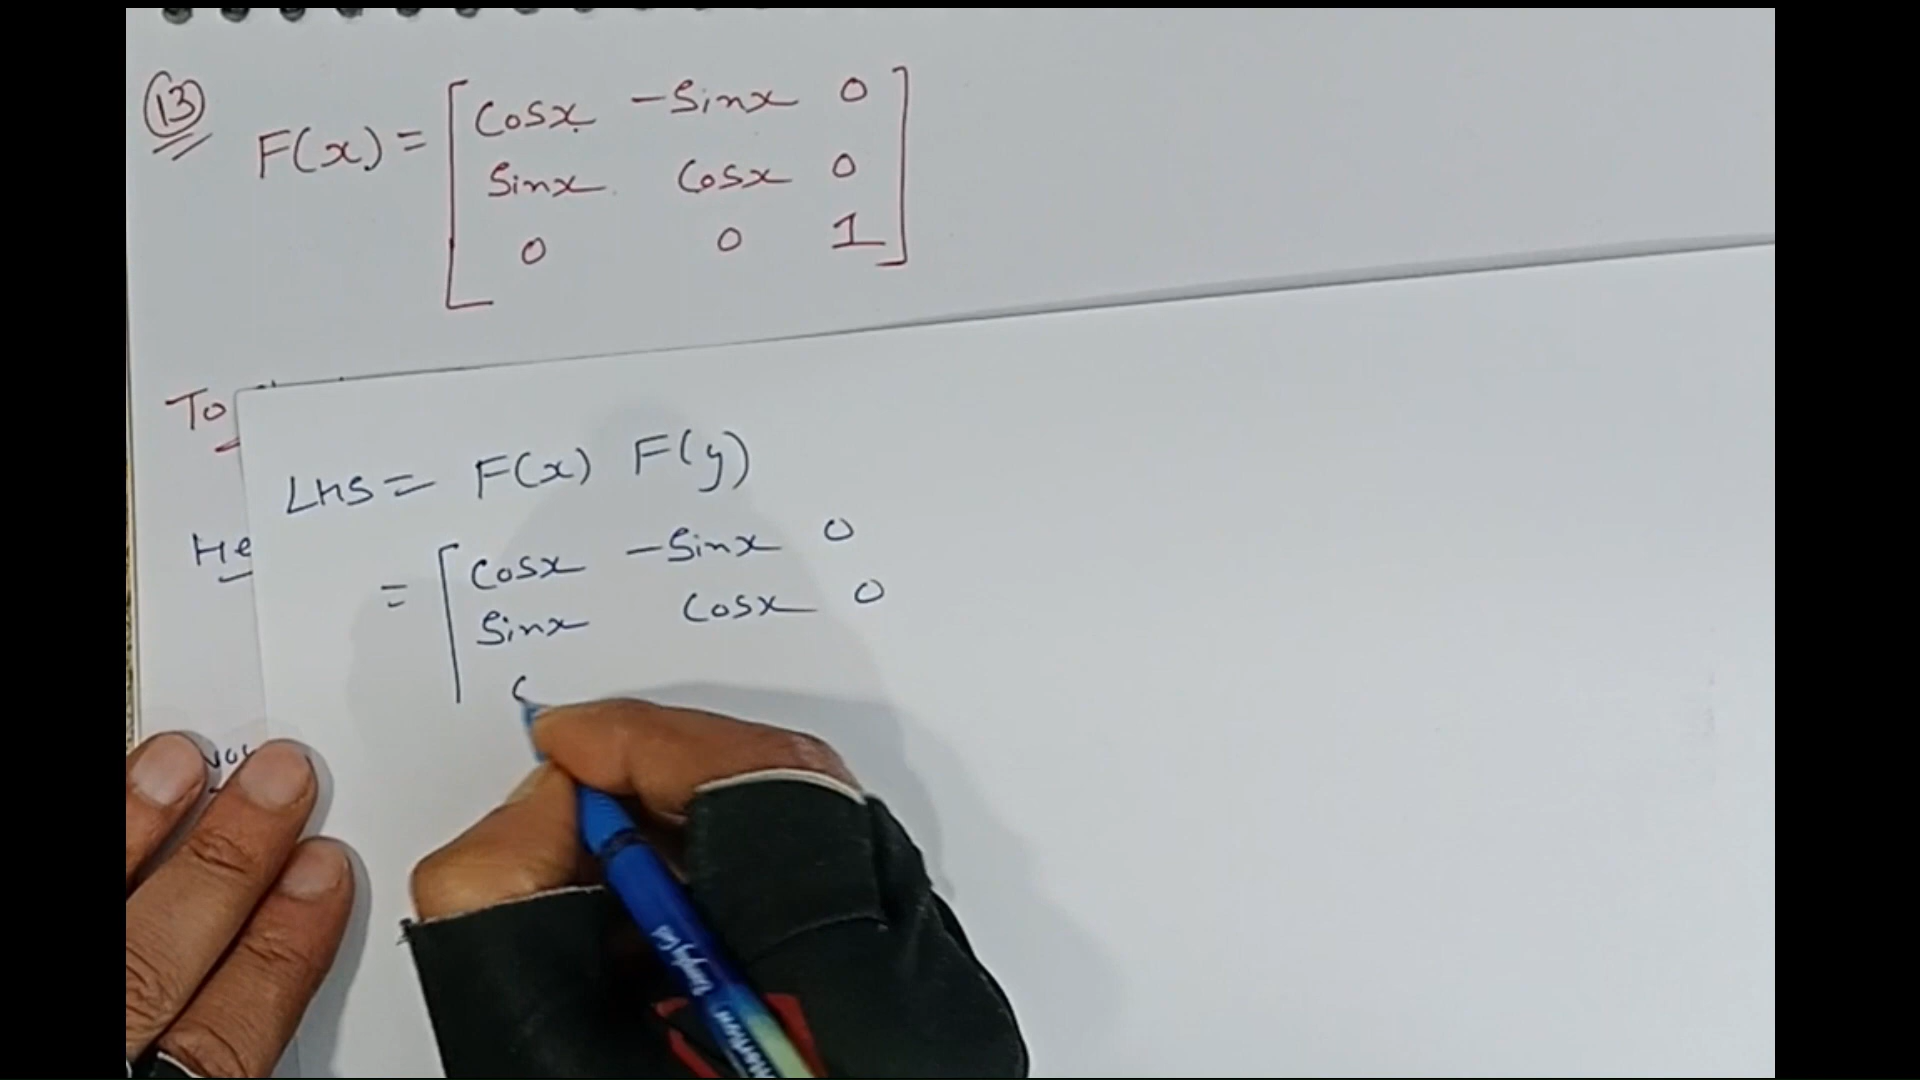 13
F(x) = [ Cosx -Sinx 0
Sinx Cosx 0
0 0 1 ]
To
LHS = F(x) F(y)
He
= [ Cosx -Sinx 0
Sinx Cosx 0